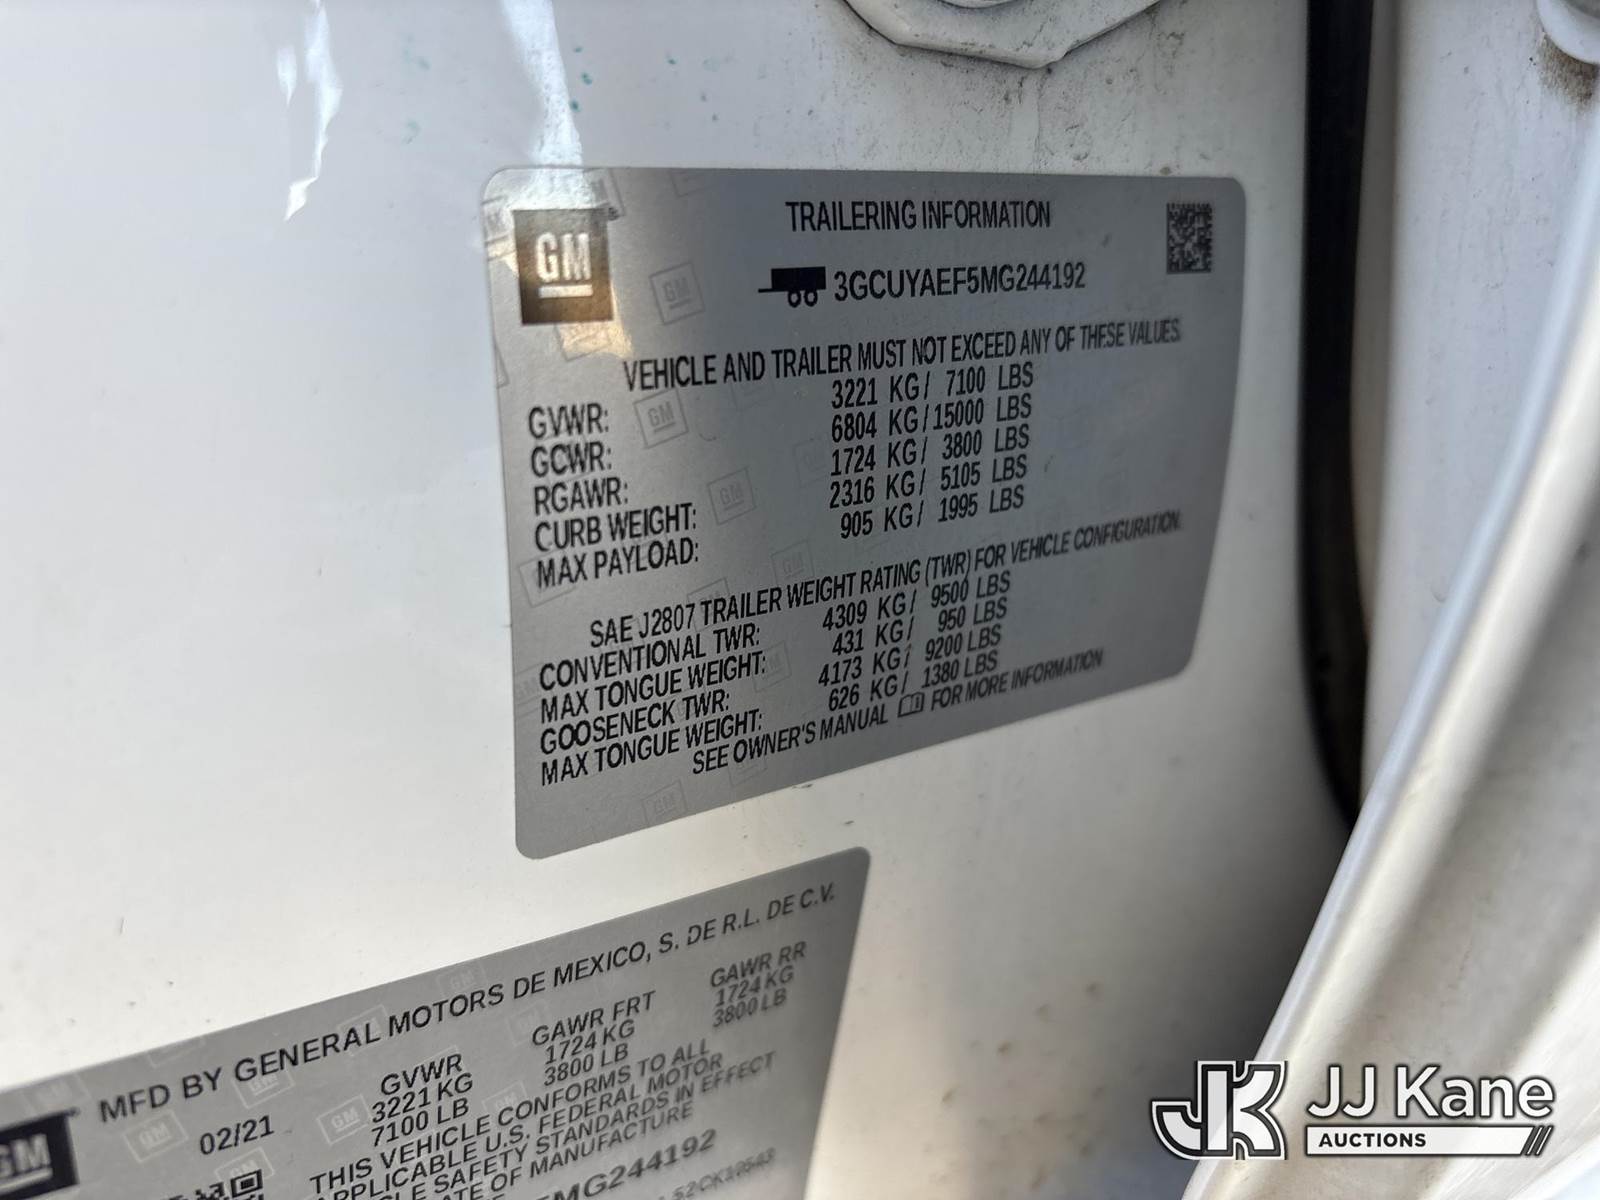 GM
TRAILERING INFORMATION
3GCUYAEF5MG244192
VEHICLE AND TRAILER MUST NOT EXCEED ANY OF THESE VALUES.
GVWR: 3221 KG/ 7100 LBS
GCWR: 6804 KG/15000 LBS
RGAWR: 1724 KG/ 3800 LBS
CURB WEIGHT: 2316 KG/ 5105 LBS
MAX PAYLOAD: 905 KG/ 1995 LBS
SAE J2807 TRAILER WEIGHT RATING (TWR) FOR VEHICLE CONFIGURATION.
CONVENTIONAL TWR: 4309 KG/ 9500 LBS
MAX TONGUE WEIGHT: 431 KG/ 950 LBS
GOOSENECK TWR: 4173 KG/ 9200 LBS
MAX TONGUE WEIGHT: 626 KG/ 1380 LBS
SEE OWNER'S MANUAL FOR MORE INFORMATION
MFD BY GENERAL MOTORS DE MEXICO, S. DE R.L. DE C.V.
GM
02/21
GVWR GAWR FRT GAWR RR
3221 KG 1724 KG 1724 KG
7100 LB 3800 LB 3800 LB
THIS VEHICLE CONFORMS TO ALL
APPLICABLE U.S. FEDERAL MOTOR
SAFETY STANDARDS IN EFFECT
OF MANUFACTURE
MG244192
JK JJ Kane
AUCTIONS